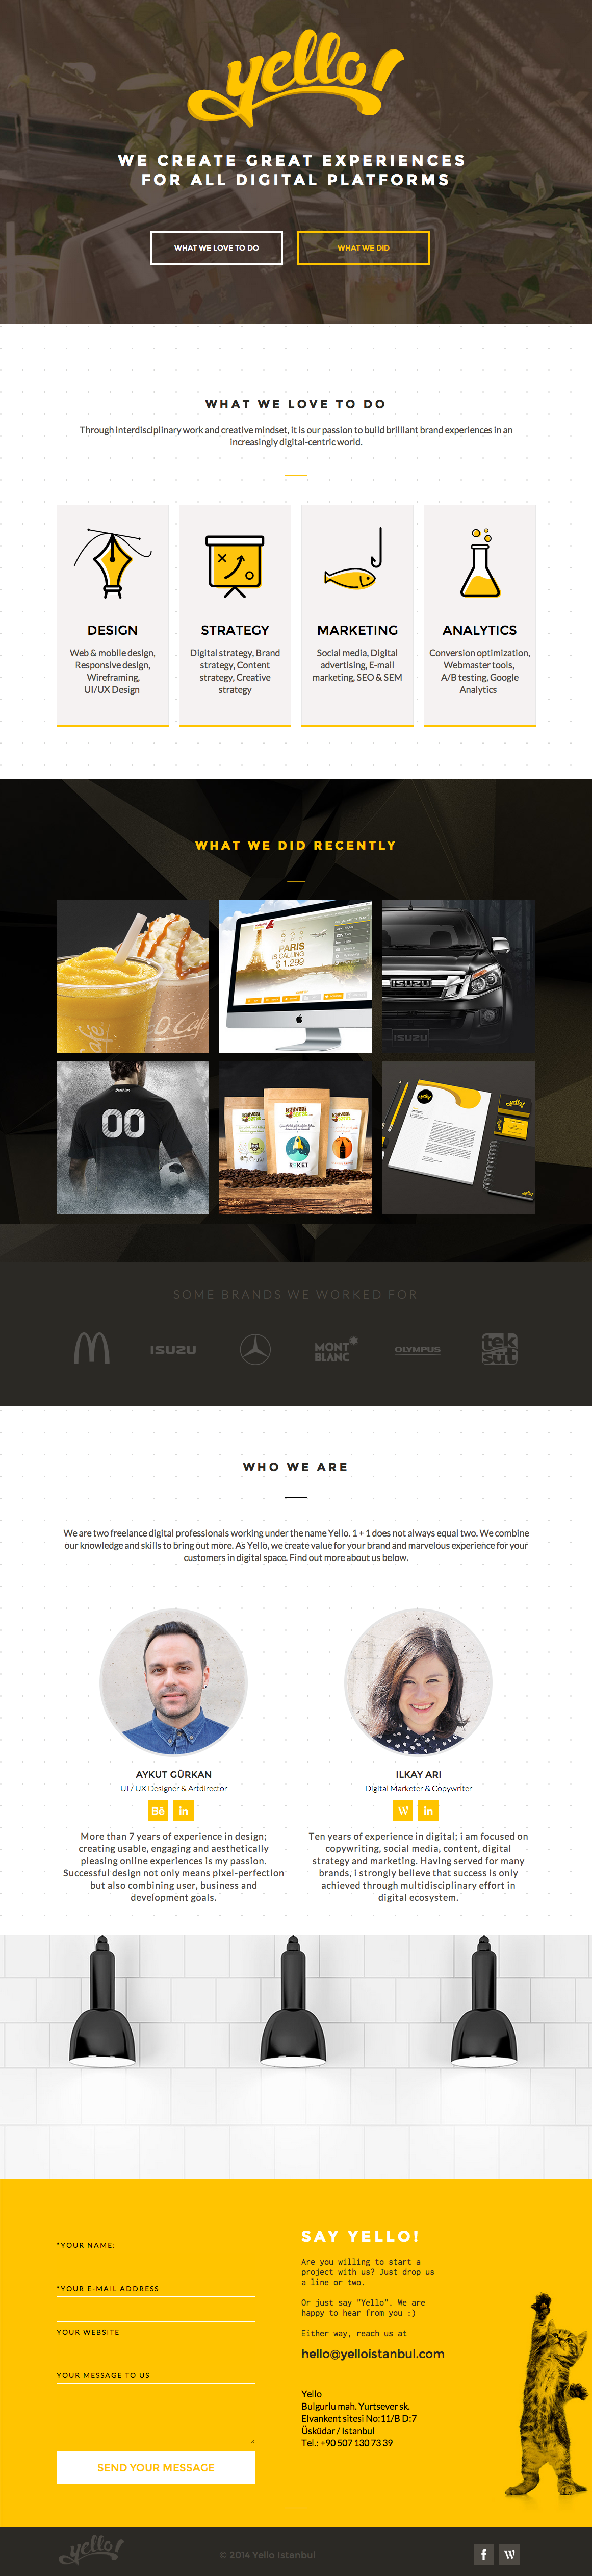 yello!
WE CREATE GREAT EXPERIENCES
FOR ALL DIGITAL PLATFORMS
WHAT WE LOVE TO DO
WHAT WE DID
WHAT WE LOVE TO DO
Through interdisciplinary work and creative mindset, it is our passion to build brilliant brand experiences in an
increasingly digital-centric world.
DESIGN
Web & mobile design,
Responsive design,
Wireframing,
UI/UX Design
STRATEGY
Digital strategy, Brand
strategy, Content
strategy, Creative
strategy
MARKETING
Social media, Digital
advertising, E-mail
marketing, SEO & SEM
ANALYTICS
Conversion optimization,
Webmaster tools,
A/B testing, Google
Analytics
WHAT WE DID RECENTLY
PARIS
IS CALLING
$ 1.299
ISUZU
ISUZU
00
ROKET
yello!
SOME BRANDS WE WORKED FOR
ISUZU
MONT
BLANC
OLYMPUS
tek
süt
WHO WE ARE
We are two freelance digital professionals working under the name Yello. 1 + 1 does not always equal two. We combine
our knowledge and skills to bring out more. As Yello, we create value for your brand and marvelous experience for your
customers in digital space. Find out more about us below.
AYKUT GÜRKAN
UI / UX Designer & Artdirector
Bē in
More than 7 years of experience in design;
creating usable, engaging and aesthetically
pleasing online experiences is my passion.
Successful design not only means pixel-perfection
but also combining user, business and
development goals.
ILKAY ARI
Digital Marketer & Copywriter
W in
Ten years of experience in digital; i am focused on
copywriting, social media, content, digital
strategy and marketing. Having served for many
brands, i strongly believe that success is only
achieved through multidisciplinary effort in
digital ecosystem.
*YOUR NAME:
*YOUR E-MAIL ADDRESS
YOUR WEBSITE
YOUR MESSAGE TO US
SEND YOUR MESSAGE
SAY YELLO!
Are you willing to start a
project with us? Just drop us
a line or two.
Or just say "Yello". We are
happy to hear from you :)
Either way, reach us at
hello@yelloistanbul.com
Yello
Bulgurlu mah. Yurtsever sk.
Elvankent sitesi No:11/B D:7
Üsküdar / Istanbul
Tel.: +90 507 130 73 39
yello!
© 2014 Yello Istanbul
f W